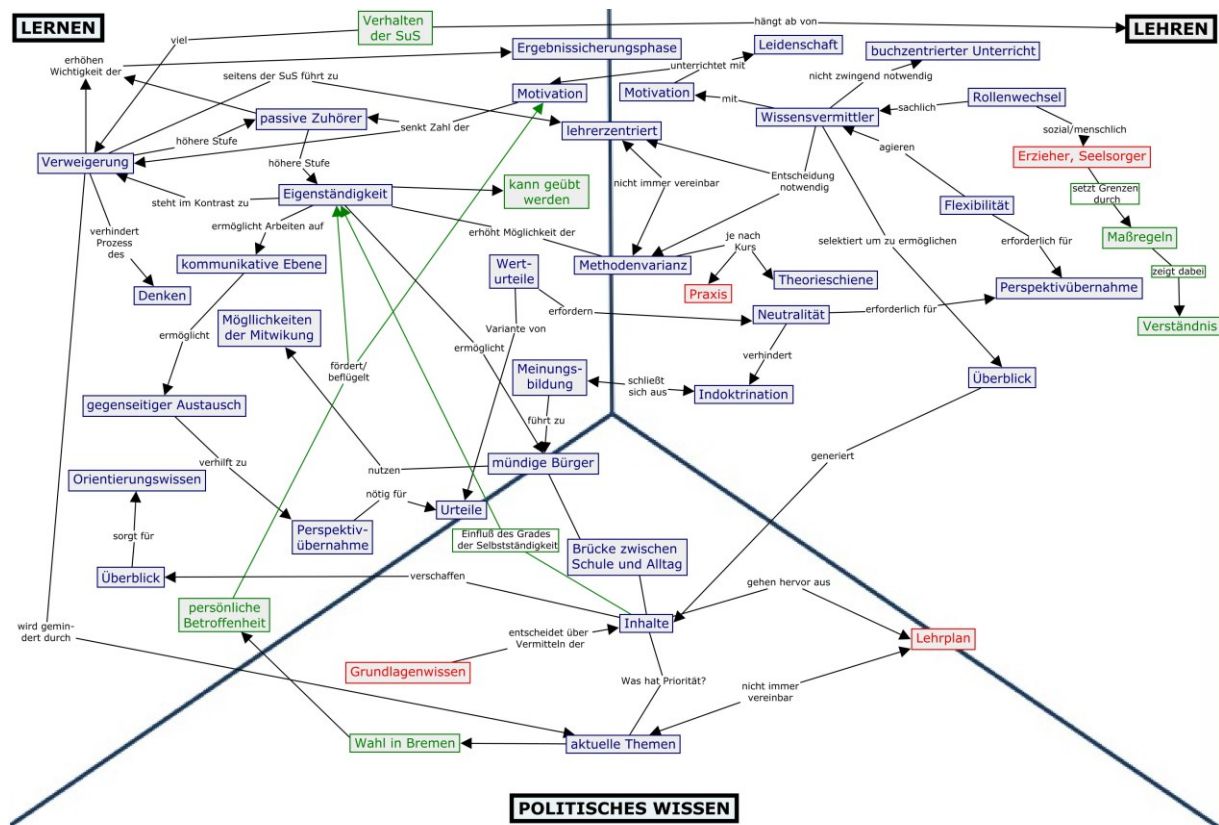 LERNEN
Verhalten
der SuS
hängt ab von
LEHREN
viel
erhöhen
Wichtigkeit der
Ergebnissicherungsphase
Leidenschaft
buchzentrierter Unterricht
seitens der SuS führt zu
unterrichtet mit
nicht zwingend notwendig
Motivation
Motivation
mit
sachlich
Rollenwechsel
passive Zuhörer
senkt Zahl der
lehrerzentriert
Wissensvermittler
sozial/menschlich
höhere Stufe
agieren
Verweigerung
höhere Stufe
Erzieher, Seelsorger
Eigenständigkeit
kann geübt
werden
nicht immer vereinbar
Entscheidung
notwendig
setzt Grenzen
durch
steht im Kontrast zu
Flexibilität
ermöglicht Arbeiten auf
verhindert
Prozess
des
erhöht Möglichkeit der
je nach
Kurs
selektiert um zu ermöglichen
erforderlich für
Maßregeln
kommunikative Ebene
Wert-
urteile
Methodenvarianz
Theorieschiene
zeigt dabei
Denken
Praxis
Perspektivübernahme
Mögllichkeiten
der Mitwikung
erfordern
Neutralität
erforderlich für
Verständnis
ermöglicht
Variante von
ermöglicht
verhindert
fördert/
beflügelt
Meinungs-
bildung
schließt
sich aus
Indoktrination
Überblick
gegenseitiger Austausch
führt zu
verhilft zu
nutzen
mündige Bürger
generiert
Orientierungswissen
nötig für
Urteile
sorgt für
Perspektiv-
übernahme
Einfluß des Grades
der Selbstständigkeit
Brücke zwischen
Schule und Alltag
Überblick
verschaffen
gehen hervor aus
persönliche
Betroffenheit
wird gemin-
dert durch
entscheidet über
Vermitteln der
Inhalte
Lehrplan
Grundlagenwissen
Was hat Priorität?
nicht immer
vereinbar
Wahl in Bremen
aktuelle Themen
POLITISCHES WISSEN